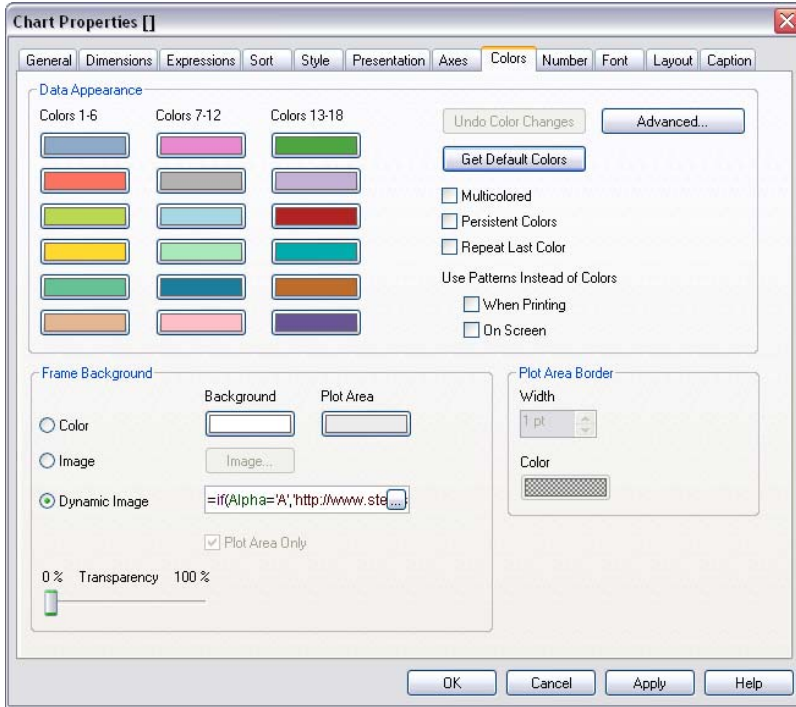 Chart Properties []
General Dimensions Expressions Sort Style Presentation Axes Colors Number Font Layout Caption
Data Appearance
Colors 1-6 Colors 7-12 Colors 13-18
Undo Color Changes Advanced...
Get Default Colors
Multicolored
Persistent Colors
Repeat Last Color
Use Patterns Instead of Colors
When Printing
On Screen
Frame Background
Background Plot Area
Color
Image Image...
Dynamic Image =if(Alpha='A','http://www.ste ...
Plot Area Only
0 % Transparency 100 %
Plot Area Border
Width
1 pt
Color
OK Cancel Apply Help